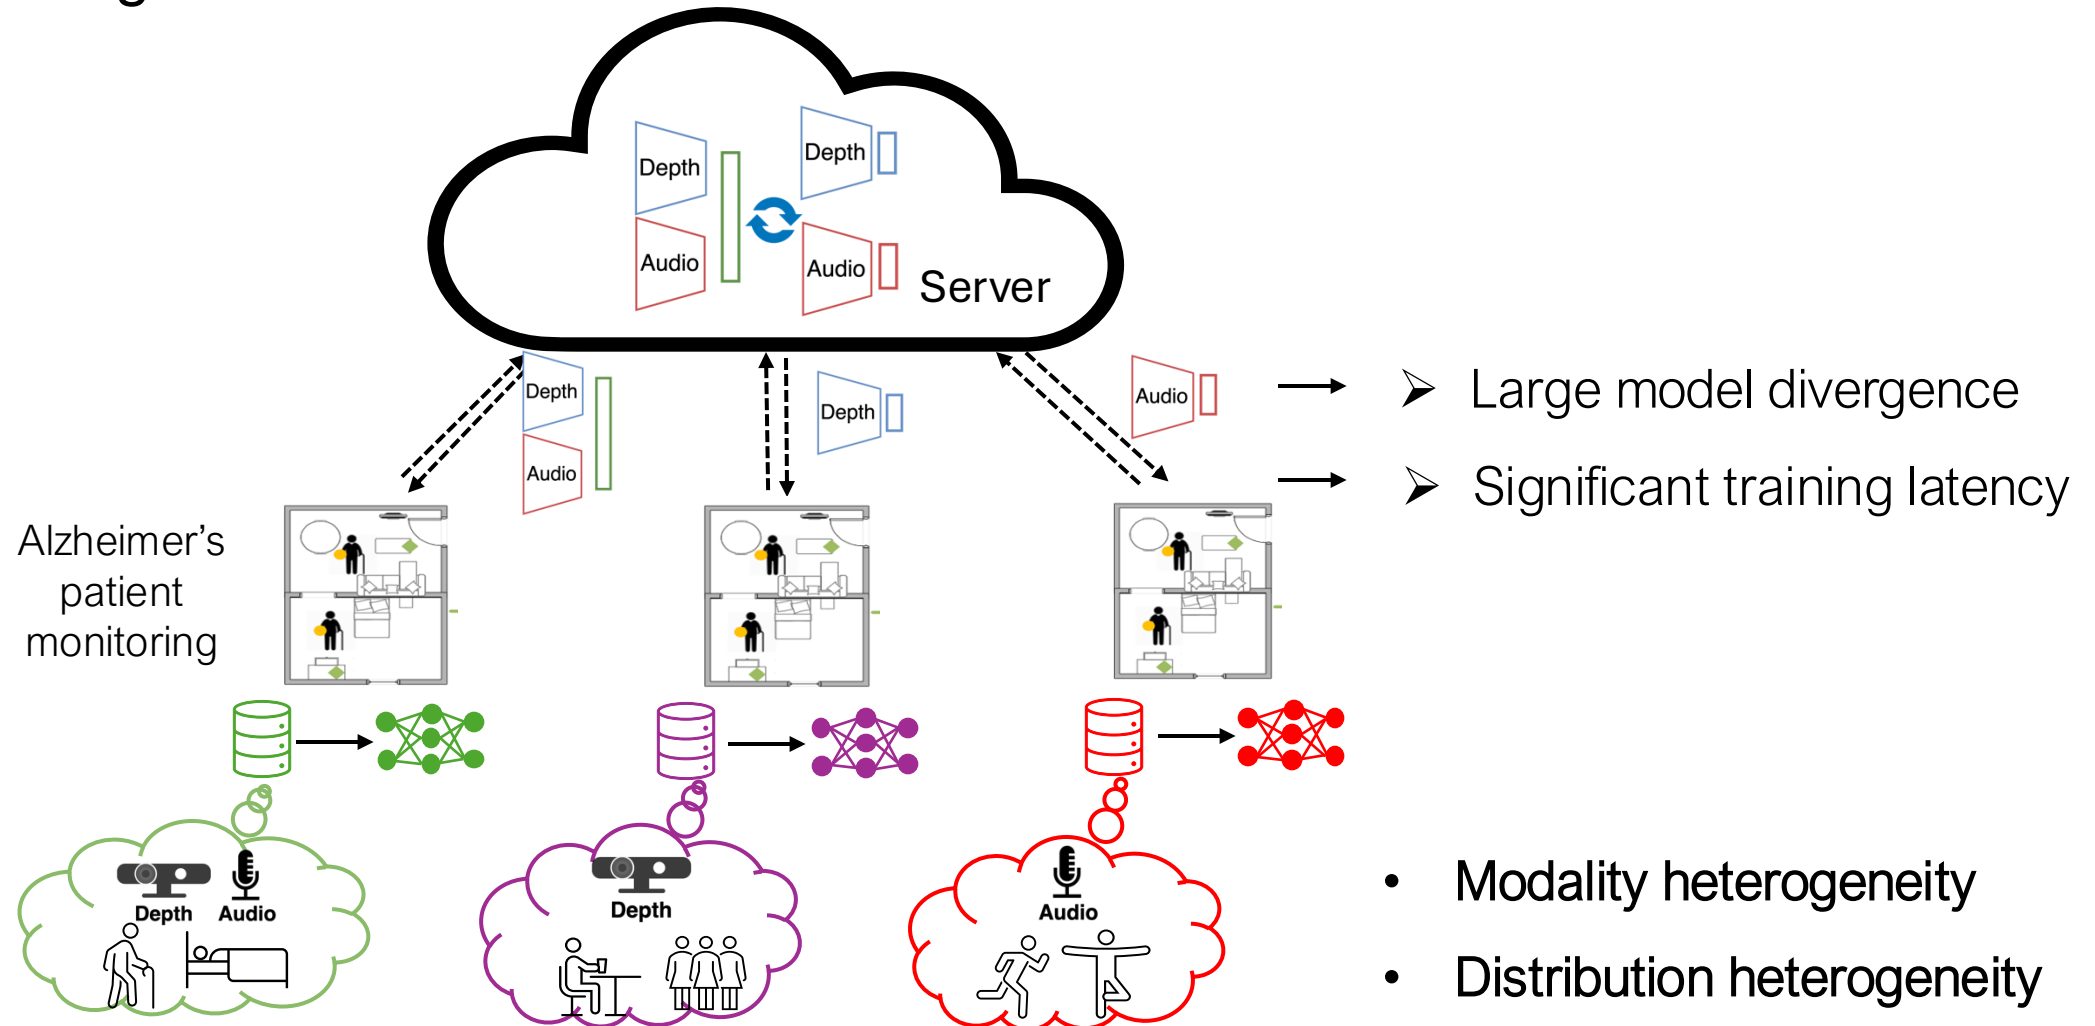 Depth
Depth
Audio
Audio
Server
Depth
Audio
Depth
Audio
➢ Large model divergence
➢ Significant training latency
Alzheimer's
patient
monitoring
Depth Audio
Depth
Audio
• Modality heterogeneity
• Distribution heterogeneity